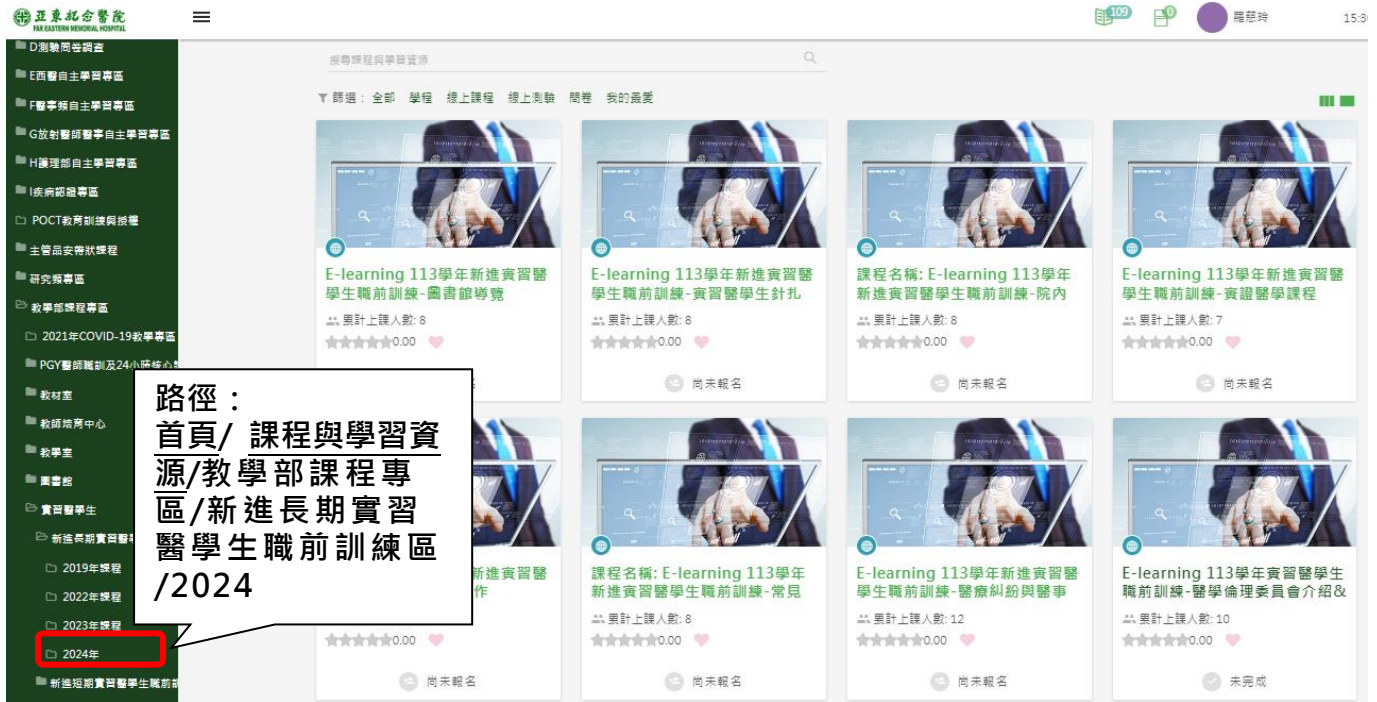 亞東紀念醫院
FAR EASTERN MEMORIAL HOSPITAL
109
0
羅慈玲
15:3
D測驗問卷調查
E西醫自主學習專區
F醫事類自主學習專區
G放射醫師醫事自主學習專區
H護理部自主學習專區
I疾病認證專區
POCT教育訓練與授權
主管品安帶狀課程
研究類專區
教學部課程專區
2021年COVID-19教學專區
PGY醫師職訓及24小時核心
教材室
教師培育中心
教學室
圖書館
實習醫學生
新進長期實習醫
2019年課程
2022年課程
2023年課程
2024年
新進短期實習醫學生職前
路徑：
首頁/ 課程與學習資
源/教學部課程專
區/新進長期實習
醫學生職前訓練區
/2024
搜尋課程與學習資源
篩選： 全部 學程 線上課程 線上測驗 問卷 我的最愛
E-learning 113學年新進實習醫
學生職前訓練-圖書館導覽
累計上課人數: 8
0.00
E-learning 113學年新進實習醫
學生職前訓練-實習醫學生針扎
累計上課人數: 8
0.00
尚未報名
課程名稱: E-learning 113學年
新進實習醫學生職前訓練-院內
累計上課人數: 8
0.00
尚未報名
E-learning 113學年新進實習醫
學生職前訓練-實證醫學課程
累計上課人數: 7
0.00
尚未報名
新進實習醫
作
0.00
尚未報名
課程名稱: E-learning 113學年
新進實習醫學生職前訓練-常見
累計上課人數: 8
0.00
尚未報名
E-learning 113學年新進實習醫
學生職前訓練-醫療糾紛與醫事
累計上課人數: 12
0.00
尚未報名
E-learning 113學年實習醫學生
職前訓練-醫學倫理委員會介紹&
累計上課人數: 10
0.00
未完成